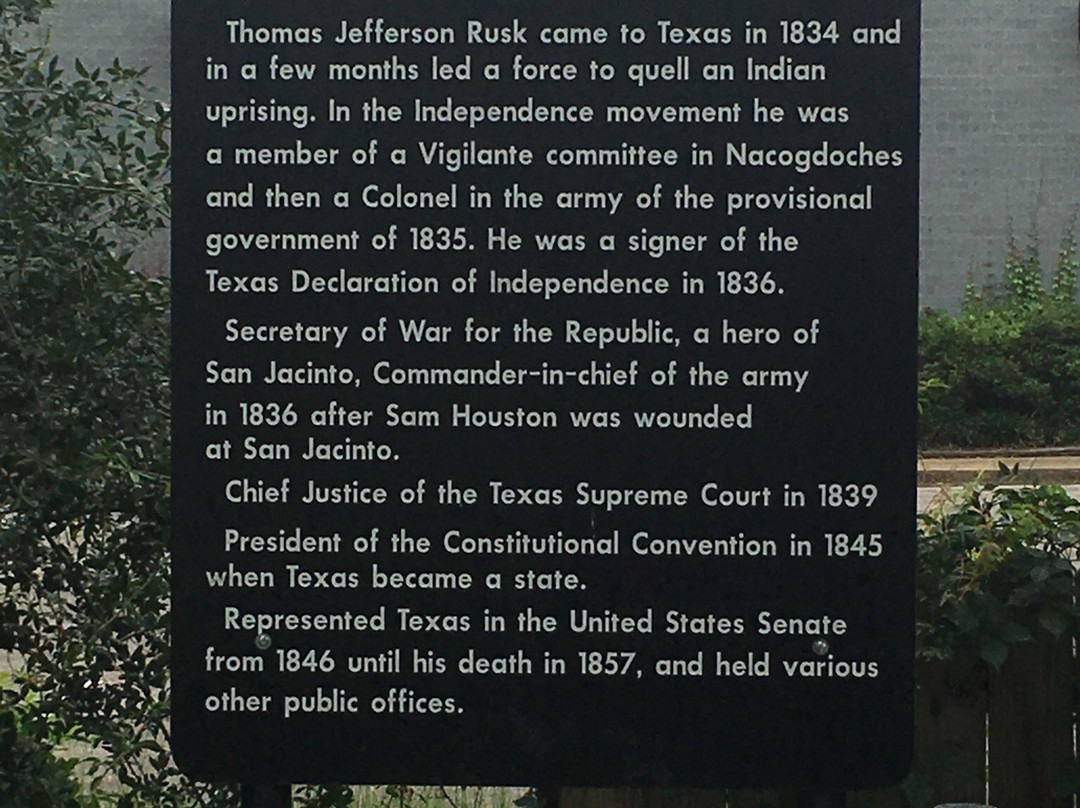 Thomas Jefferson Rusk came to Texas in 1834 and
in a few months led a force to quell an Indian
uprising. In the Independence movement he was
a member of a Vigilante committee in Nacogdoches
and then a Colonel in the army of the provisional
government of 1835. He was a signer of the
Texas Declaration of Independence in 1836.
Secretary of War for the Republic, a hero of
San Jacinto, Commander-in-chief of the army
in 1836 after Sam Houston was wounded
at San Jacinto.
Chief Justice of the Texas Supreme Court in 1839
President of the Constitutional Convention in 1845
when Texas became a state.
Represented Texas in the United States Senate
from 1846 until his death in 1857, and held various
other public offices.